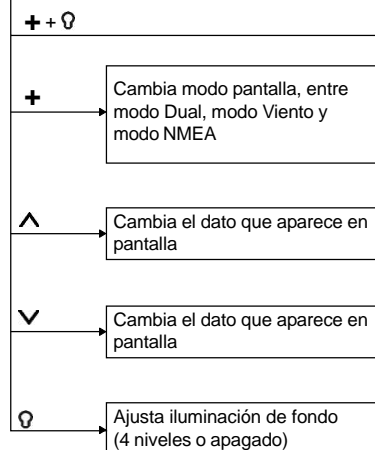 + +
+
Cambia modo pantalla, entre
modo Dual, modo Viento y
modo NMEA
Cambia el dato que aparece en
pantalla
Cambia el dato que aparece en
pantalla
Ajusta iluminación de fondo
(4 niveles o apagado)